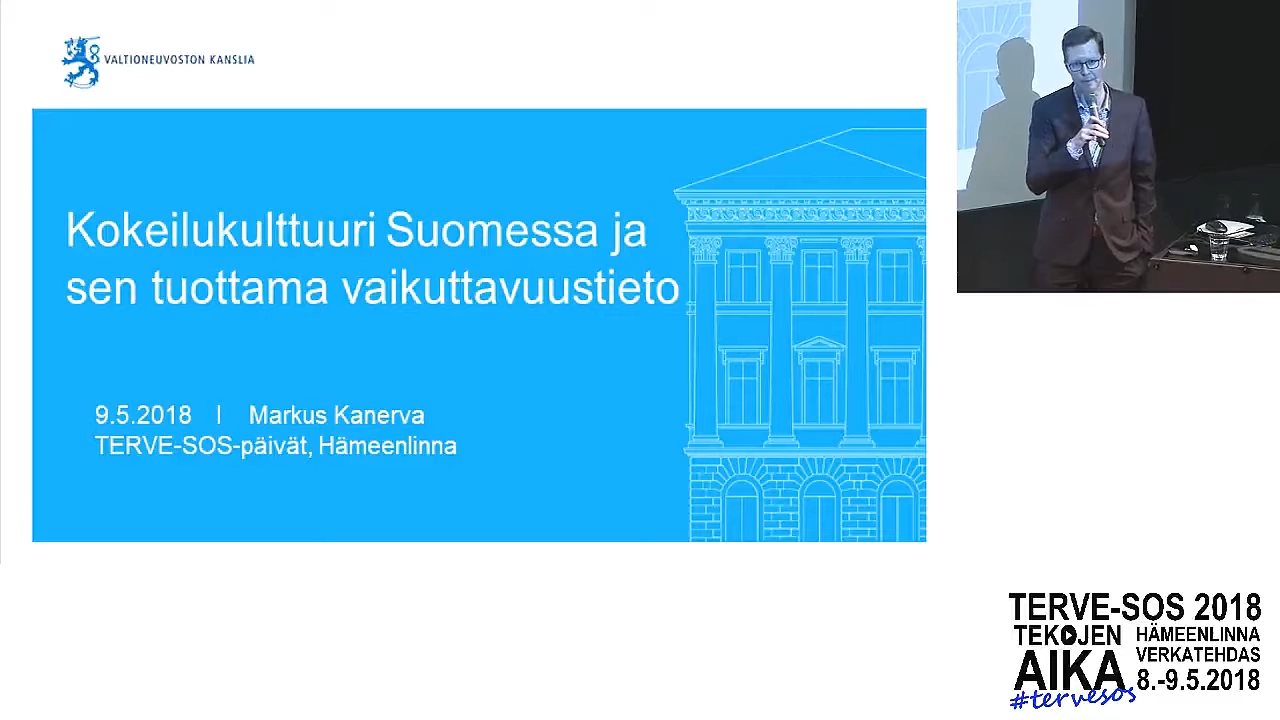 VALTIONEUVOSTON KANSLIA
Kokeilukulttuuri Suomessa ja
sen tuottama vaikuttavuustieto
9.5.2018 | Markus Kanerva
TERVE-SOS-päivät, Hämeenlinna
TERVE-SOS 2018
TEKOJEN
AIKA
HÄMEENLINNA
VERKATEHDAS
8.-9.5.2018
#tervesos